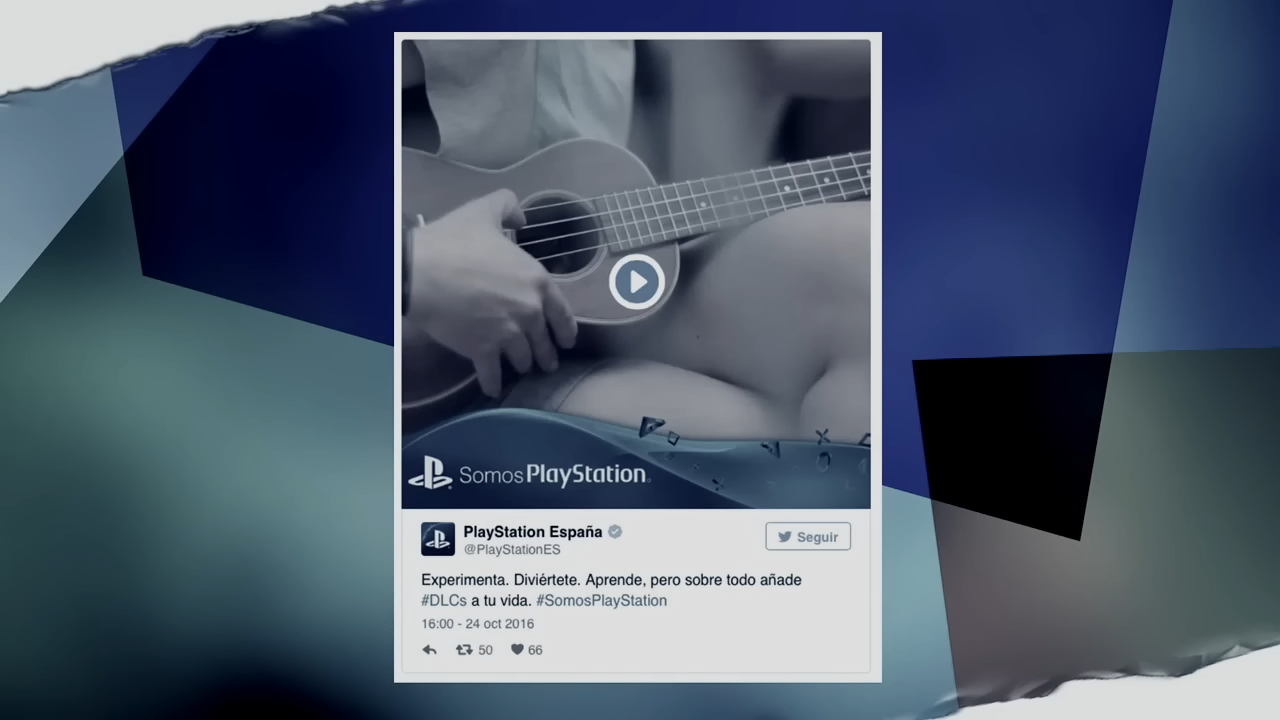 Somos PlayStation
PlayStation España
@PlayStationES
Seguir
Experimenta. Diviértete. Aprende, pero sobre todo añade
#DLCs a tu vida. #SomosPlayStation
16:00 - 24 oct 2016
50 66